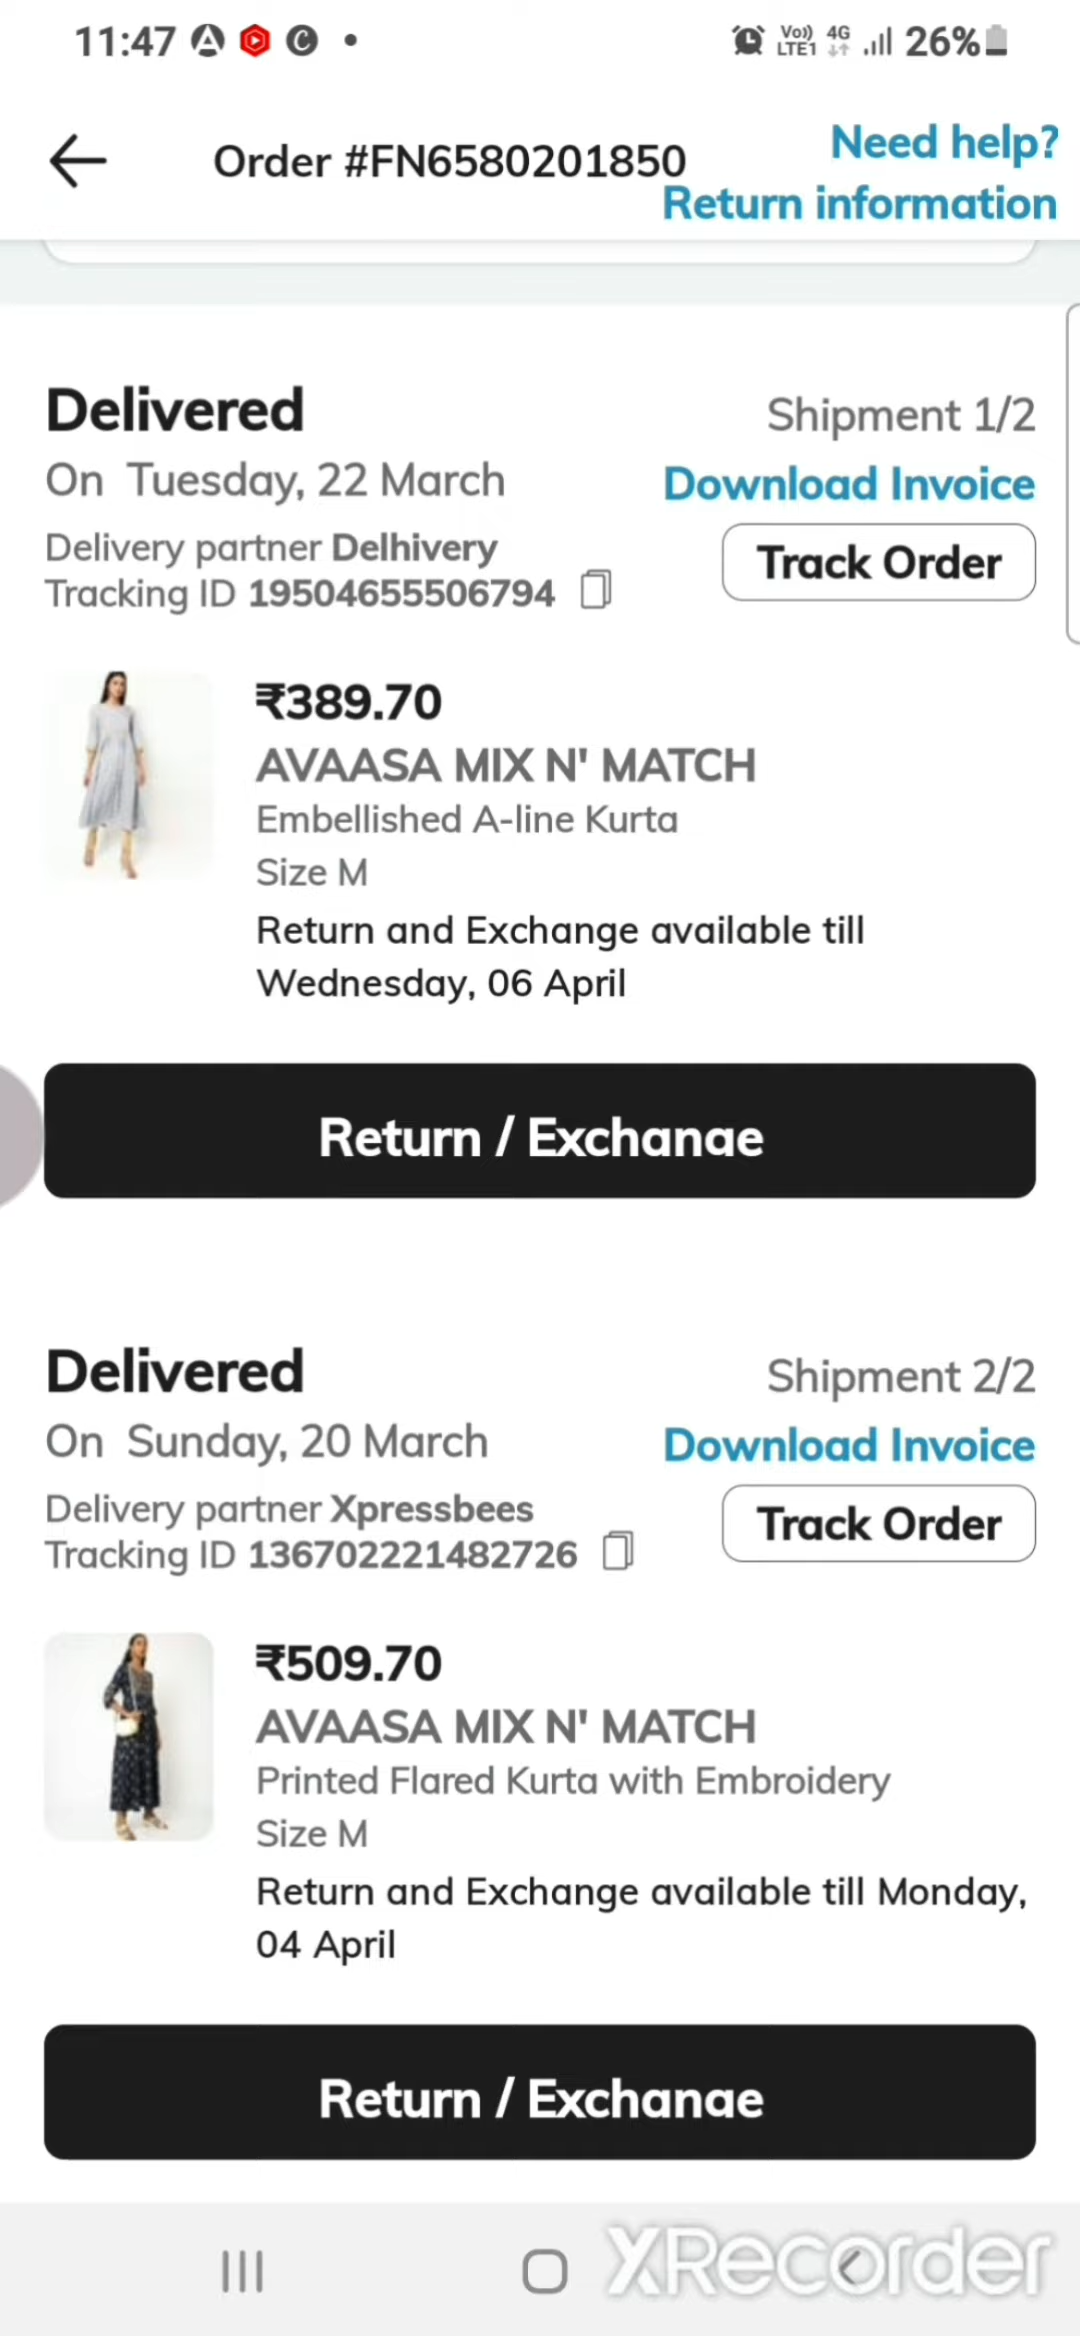 11:47
Vo)) LTE1 4G 26%
Order #FN6580201850
Need help?
Return information
Delivered
Shipment 1/2
On Tuesday, 22 March
Download Invoice
Delivery partner Delhivery
Track Order
Tracking ID 19504655506794
₹389.70
AVAASA MIX N' MATCH
Embellished A-line Kurta
Size M
Return and Exchange available till
Wednesday, 06 April
Return / Exchange
Delivered
Shipment 2/2
On Sunday, 20 March
Download Invoice
Delivery partner Xpressbees
Track Order
Tracking ID 136702221482726
₹509.70
AVAASA MIX N' MATCH
Printed Flared Kurta with Embroidery
Size M
Return and Exchange available till Monday,
04 April
Return / Exchange
XRecorder